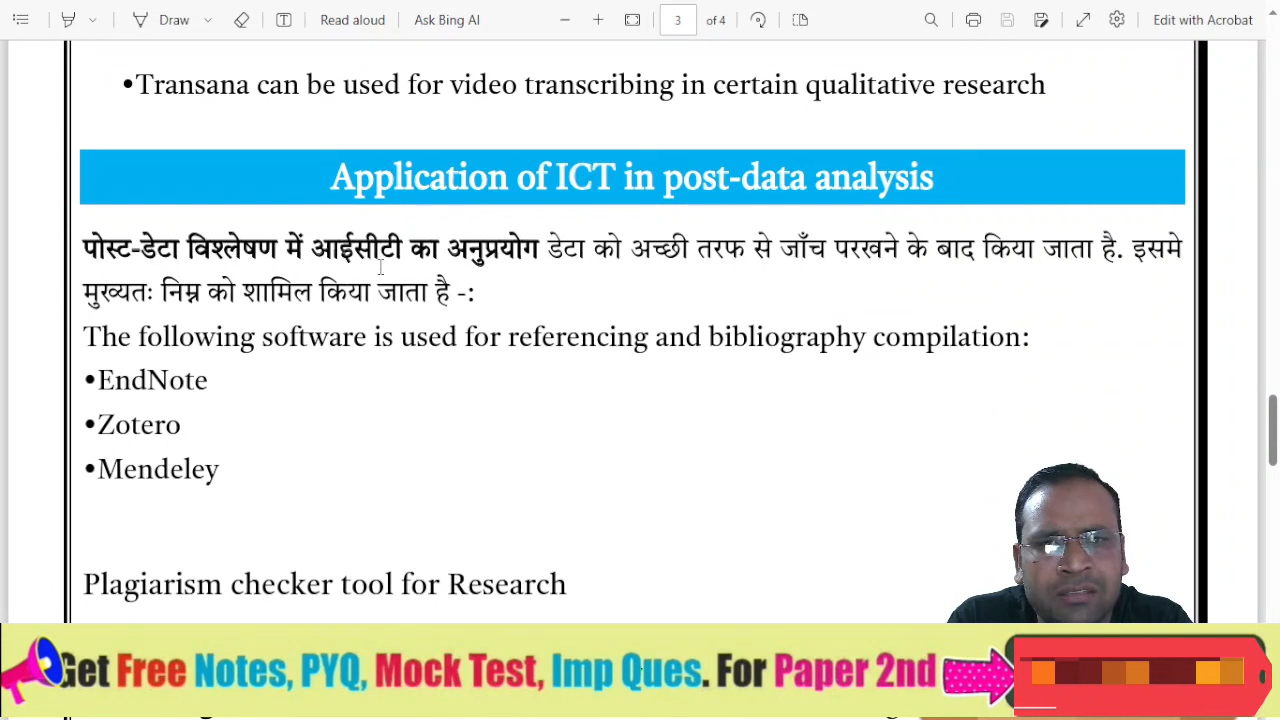 Draw
Read aloud
Ask Bing AI
3
of 4
Edit with Acrobat
•Transana can be used for video transcribing in certain qualitative research
Application of ICT in post-data analysis
पोस्ट-डेटा विश्लेषण में आईसीटी का अनुप्रयोग डेटा को अच्छी तरफ से जाँच परखने के बाद किया जाता है. इसमे
मुख्यतः निम्न को शामिल किया जाता है -:
The following software is used for referencing and bibliography compilation:
•EndNote
•Zotero
•Mendeley
Plagiarism checker tool for Research
Get Free Notes, PYQ, Mock Test, Imp Ques. For Paper 2nd